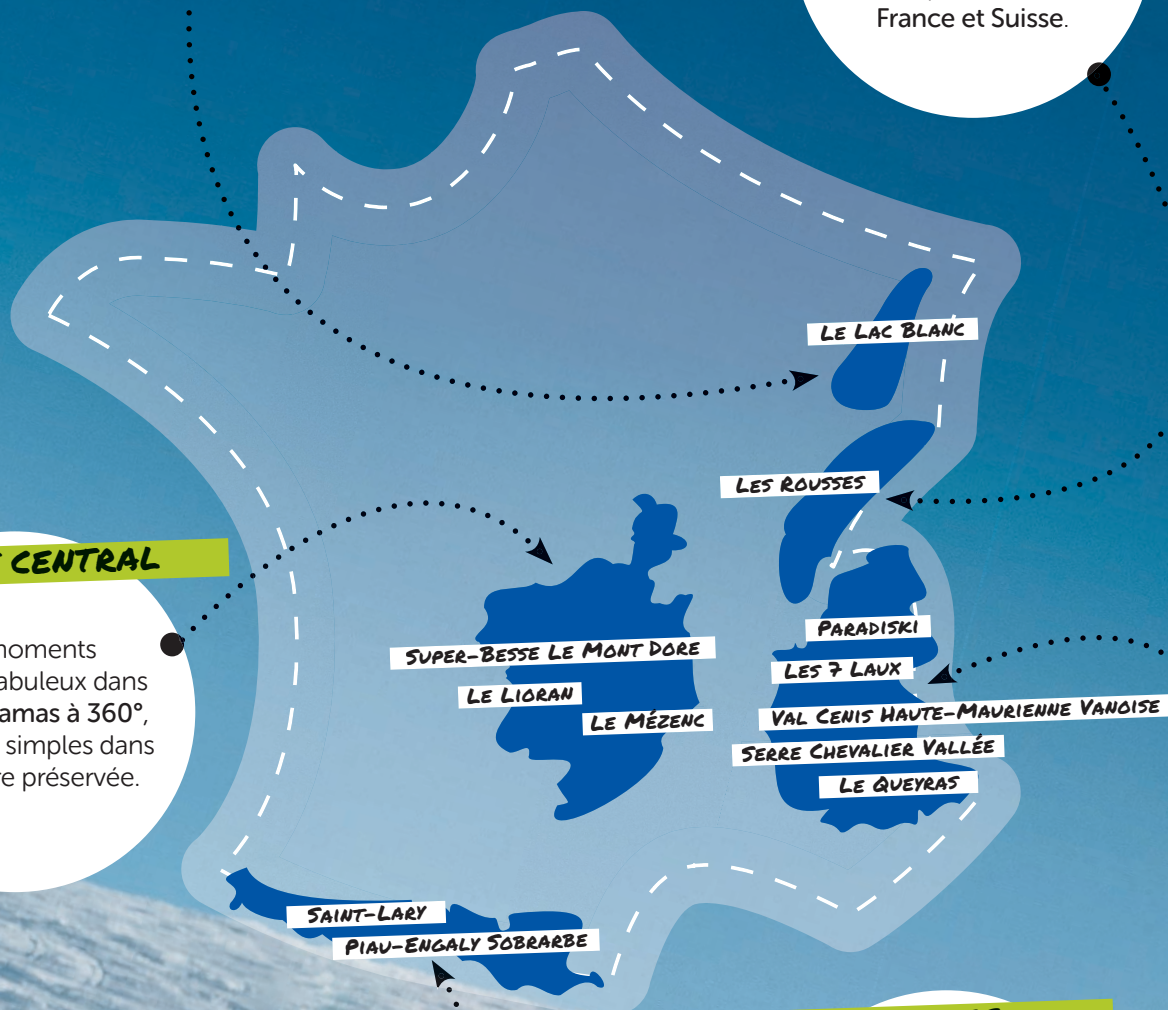 France et Suisse.
LE LAC BLANC
LES ROUSSES
CENTRAL
moments
abuleux dans
amas à 360°,
simples dans
re préservée.
PARADISKI
SUPER-BESSE LE MONT DORE
LES 7 LAUX
LE LIORAN
LE MÉZENC
VAL CENIS HAUTE-MAURIENNE VANOISE
SERRE CHEVALIER VALLÉE
LE QUEYRAS
SAINT-LARY
PIAU-ENGALY SOBRARBE